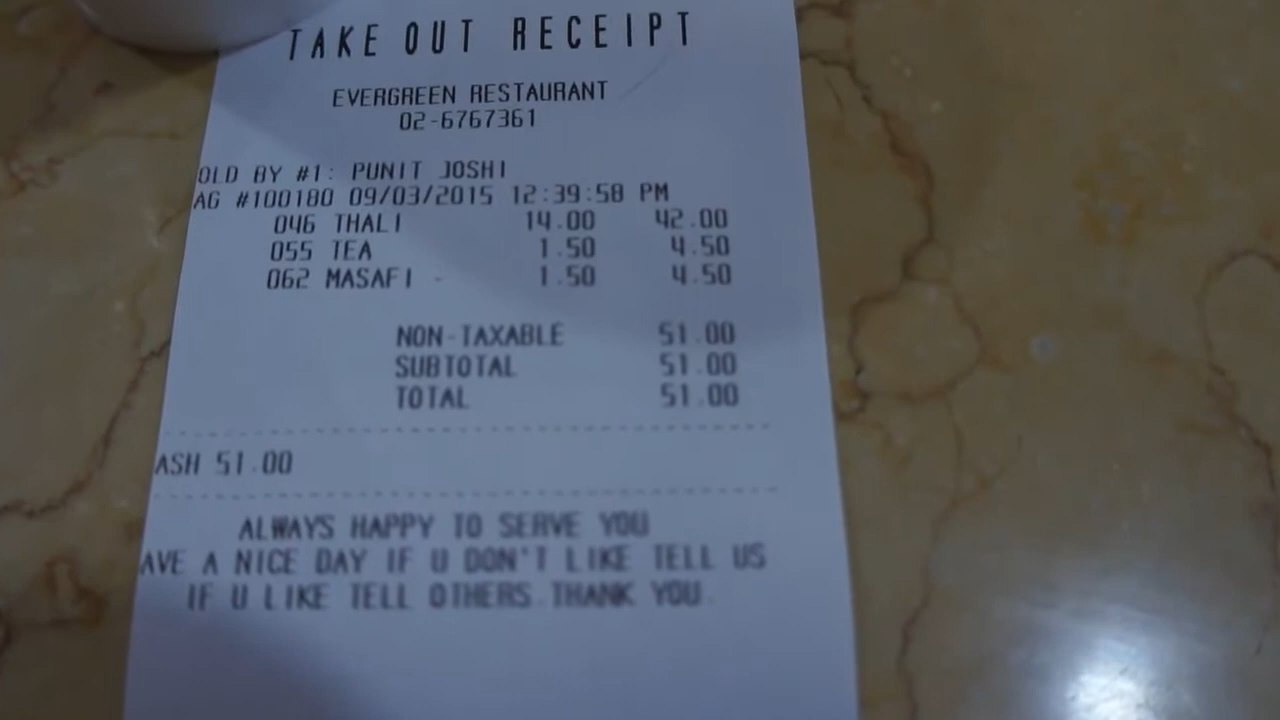 TAKE OUT RECEIPT
EVERGREEN RESTAURANT
02-6767361
OLD BY #1: PUNIT JOSHI
AG #100180 09/03/2015 12:39:58 PM
046 THALI 14.00 42.00
055 TEA 1.50 4.50
062 MASAFI - 1.50 4.50
NON-TAXABLE 51.00
SUBTOTAL 51.00
TOTAL 51.00
ASH 51.00
ALWAYS HAPPY TO SERVE YOU
AVE A NICE DAY IF U DON'T LIKE TELL US
IF U LIKE TELL OTHERS.THANK YOU.